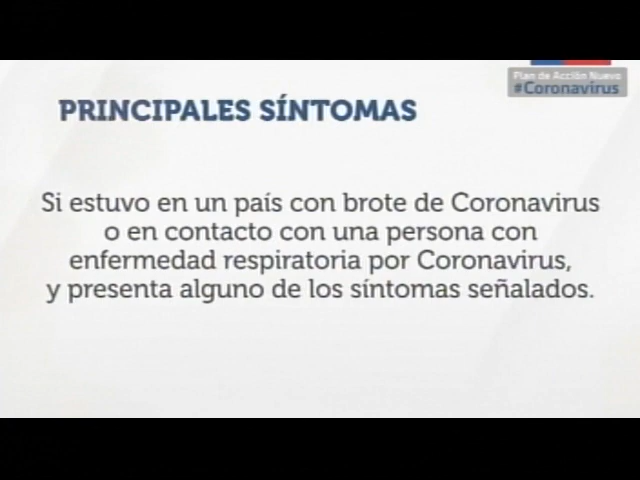 Plan de Acción Nuevo
#Coronavirus
PRINCIPALES SÍNTOMAS
Si estuvo en un país con brote de Coronavirus
o en contacto con una persona con
enfermedad respiratoria por Coronavirus,
y presenta alguno de los síntomas señalados.